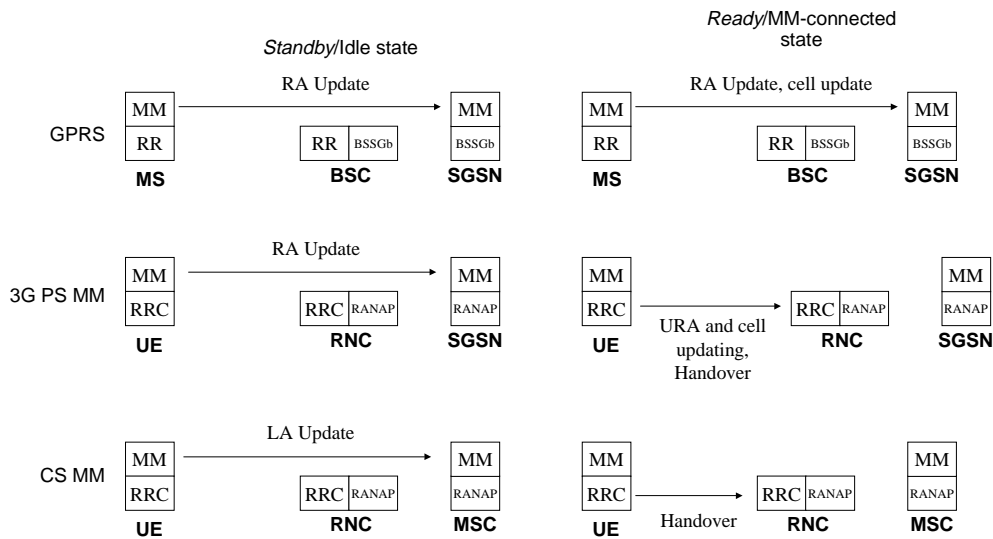 Standby/Idle state
Ready/MM-connected
state
GPRS
RA Update
MM
RR
MS
RR BSSGb
BSC
MM
BSSGb
SGSN
RA Update, cell update
MM
RR
MS
RR BSSGb
BSC
MM
BSSGb
SGSN
3G PS MM
RA Update
MM
RRC
UE
RRC RANAP
RNC
MM
RANAP
SGSN
MM
RRC
UE
URA and cell
updating,
Handover
RRC RANAP
RNC
MM
RANAP
SGSN
CS MM
LA Update
MM
RRC
UE
RRC RANAP
RNC
MM
RANAP
MSC
MM
RRC
UE
Handover
RRC RANAP
RNC
MM
RANAP
MSC